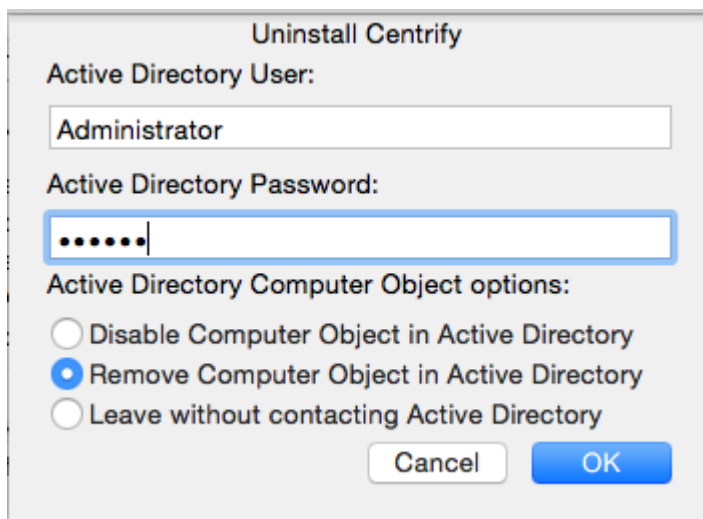 Uninstall Centrify
Active Directory User:
Administrator
Active Directory Password:
••••••
Active Directory Computer Object options:
Disable Computer Object in Active Directory
Remove Computer Object in Active Directory
Leave without contacting Active Directory
Cancel OK